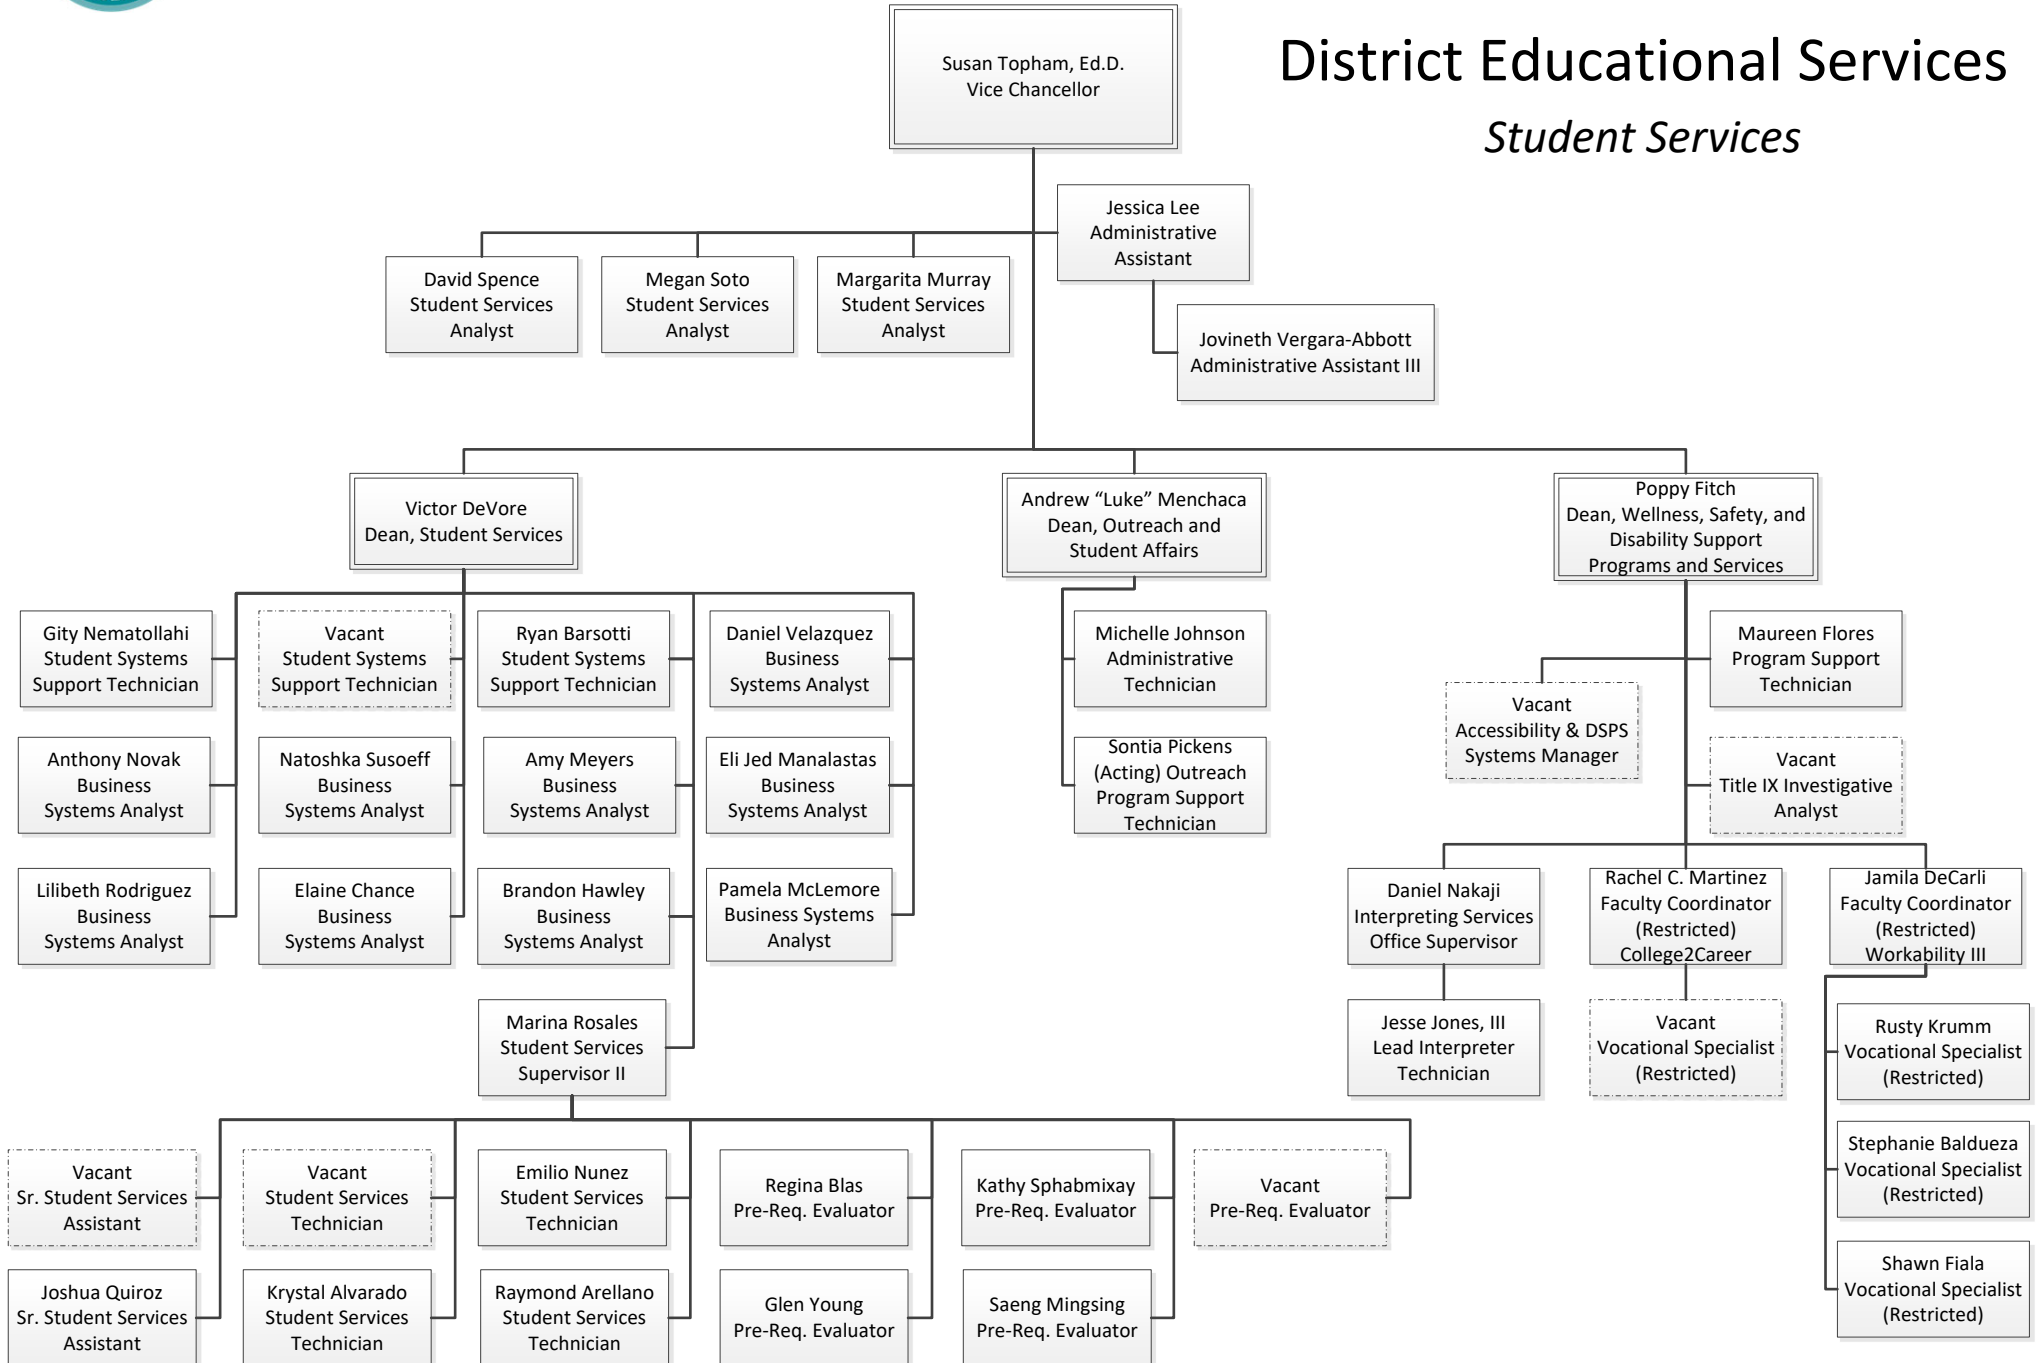 Susan Topham, Ed.D.
Vice Chancellor
District Educational Services
Student Services
Jessica Lee
Administrative
Assistant
David Spence
Student Services
Analyst
Megan Soto
Student Services
Analyst
Margarita Murray
Student Services
Analyst
Jovineth Vergara-Abbott
Administrative Assistant III
Victor DeVore
Dean, Student Services
Andrew “Luke” Menchaca
Dean, Outreach and
Student Affairs
Poppy Fitch
Dean, Wellness, Safety, and
Disability Support
Programs and Services
Gity Nematollahi
Student Systems
Support Technician
Vacant
Student Systems
Support Technician
Ryan Barsotti
Student Systems
Support Technician
Daniel Velazquez
Business
Systems Analyst
Michelle Johnson
Administrative
Technician
Maureen Flores
Program Support
Technician
Vacant
Accessibility & DSPS
Systems Manager
Anthony Novak
Business
Systems Analyst
Natoshka Susoeff
Business
Systems Analyst
Amy Meyers
Business
Systems Analyst
Eli Jed Manalastas
Business
Systems Analyst
Sontia Pickens
(Acting) Outreach
Program Support
Technician
Vacant
Title IX Investigative
Analyst
Lilibeth Rodriguez
Business
Systems Analyst
Elaine Chance
Business
Systems Analyst
Brandon Hawley
Business
Systems Analyst
Pamela McLemore
Business Systems
Analyst
Daniel Nakaji
Interpreting Services
Office Supervisor
Rachel C. Martinez
Faculty Coordinator
(Restricted)
College2Career
Jamila DeCarli
Faculty Coordinator
(Restricted)
Workability III
Marina Rosales
Student Services
Supervisor II
Jesse Jones, III
Lead Interpreter
Technician
Vacant
Vocational Specialist
(Restricted)
Rusty Krumm
Vocational Specialist
(Restricted)
Vacant
Sr. Student Services
Assistant
Vacant
Student Services
Technician
Emilio Nunez
Student Services
Technician
Regina Blas
Pre-Req. Evaluator
Kathy Sphabmixay
Pre-Req. Evaluator
Vacant
Pre-Req. Evaluator
Stephanie Baldueza
Vocational Specialist
(Restricted)
Joshua Quiroz
Sr. Student Services
Assistant
Krystal Alvarado
Student Services
Technician
Raymond Arellano
Student Services
Technician
Glen Young
Pre-Req. Evaluator
Saeng Mingsing
Pre-Req. Evaluator
Shawn Fiala
Vocational Specialist
(Restricted)